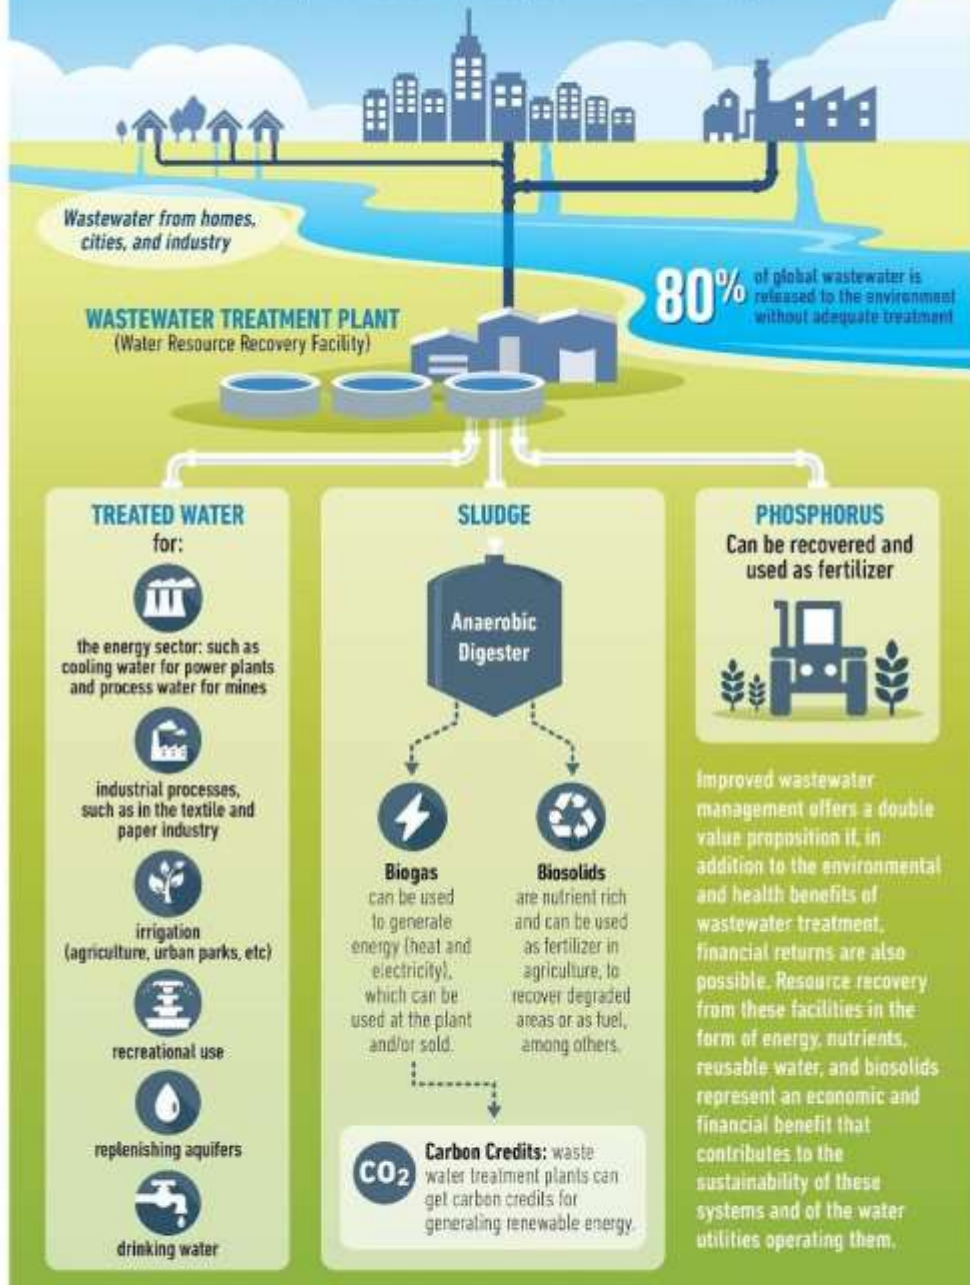 Wastewater from homes,
cities, and industry
80% of global wastewater is
released to the environment
without adequate treatment
WASTEWATER TREATMENT PLANT
(Water Resource Recovery Facility)
TREATED WATER
for:
the energy sector: such as
cooling water for power plants
and process water for mines
industrial processes,
such as in the textile and
paper industry
irrigation
(agriculture, urban parks, etc)
recreational use
replenishing aquifers
drinking water
SLUDGE
Anaerobic
Digester
Biogas
can be used
to generate
energy (heat and
electricity),
which can be
used at the plant
and/or sold.
Biosolids
are nutrient rich
and can be used
as fertilizer in
agriculture, to
recover degraded
areas or as fuel,
among others.
CO2
Carbon Credits: waste
water treatment plants can
get carbon credits for
generating renewable energy.
PHOSPHORUS
Can be recovered and
used as fertilizer
Improved wastewater
management offers a double
value proposition if, in
addition to the environmental
and health benefits of
wastewater treatment,
financial returns are also
possible. Resource recovery
from these facilities in the
form of energy, nutrients,
reusable water, and biosolids
represent an economic and
financial benefit that
contributes to the
sustainability of these
systems and of the water
utilities operating them.